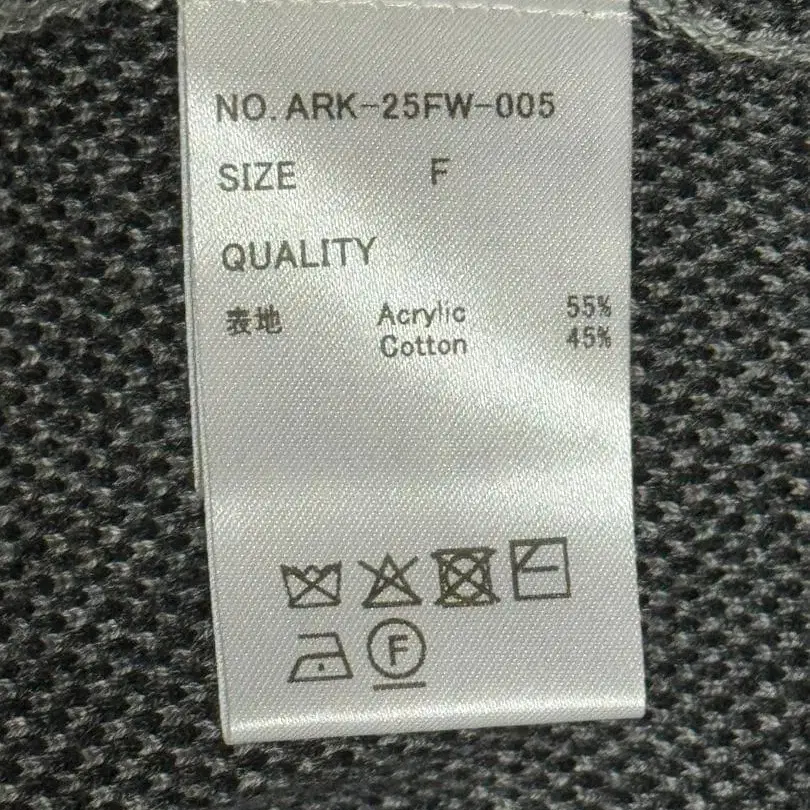 NO. ARK-25FW-005
SIZE F
QUALITY
表地 Acrylic 55%
Cotton 45%
F